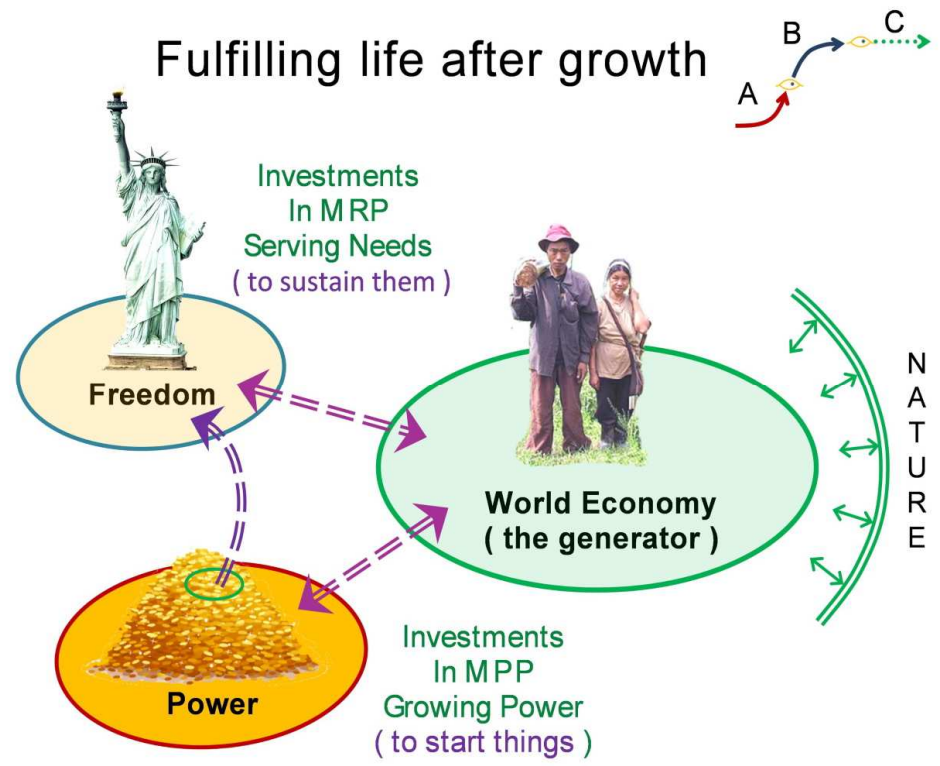 Fulfilling life after growth
A
B
C
Investments
In MRP
Serving Needs
( to sustain them )
Freedom
World Economy
( the generator )
NATURE
Power
Investments
In MPP
Growing Power
( to start things )